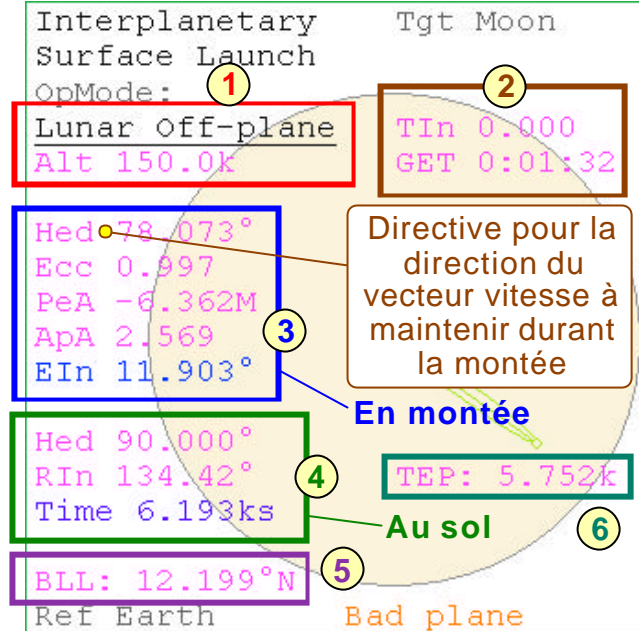 Interplanetary Tgt Moon
Surface Launch
OpMode:
1
2
Lunar Off-plane
Alt 150.0k
TIn 0.000
GET 0:01:32
Hed 78.073°
Ecc 0.997
PeA -6.362M
ApA 2.569
EIn 11.903°
3
Directive pour la
direction du
vecteur vitesse à
maintenir durant
la montée
En montée
Hed 90.000°
RIn 134.42°
Time 6.193ks
4
TEP: 5.752k
Au sol
6
BLL: 12.199°N
5
Ref Earth Bad plane